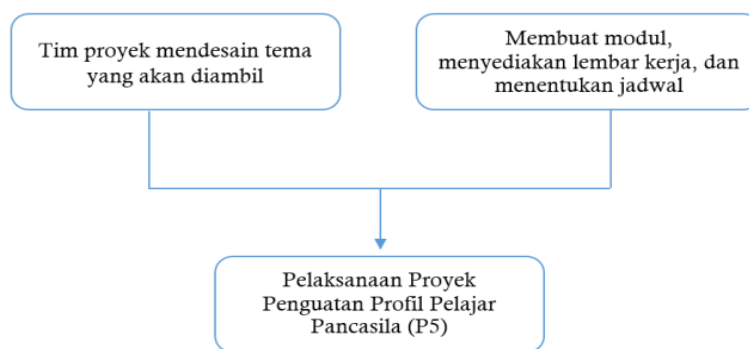 Tim proyek mendesain tema
yang akan diambil
Membuat modul,
menyediakan lembar kerja, dan
menentukan jadwal
Pelaksanaan Proyek
Penguatan Profil Pelajar
Pancasila (P5)